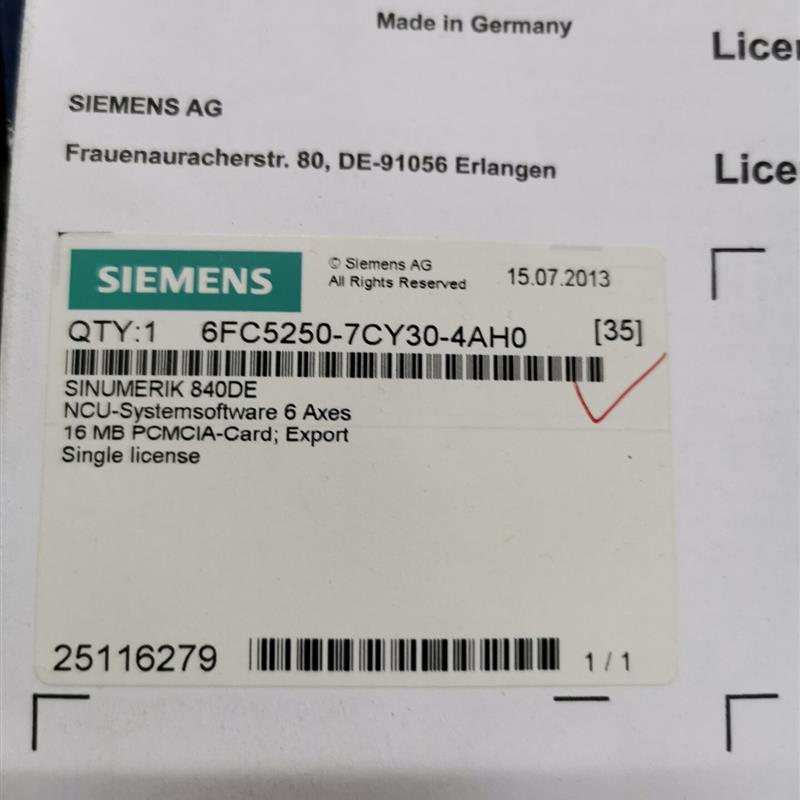 Made in Germany
SIEMENS AG
Frauenauracherstr. 80, DE-91056 Erlangen
SIEMENS
© Siemens AG
All Rights Reserved
15.07.2013
QTY:1 6FC5250-7CY30-4AH0 [35]
SINUMERIK 840DE
NCU-Systemsoftware 6 Axes
16 MB PCMCIA-Card; Export
Single license
25116279 1 / 1